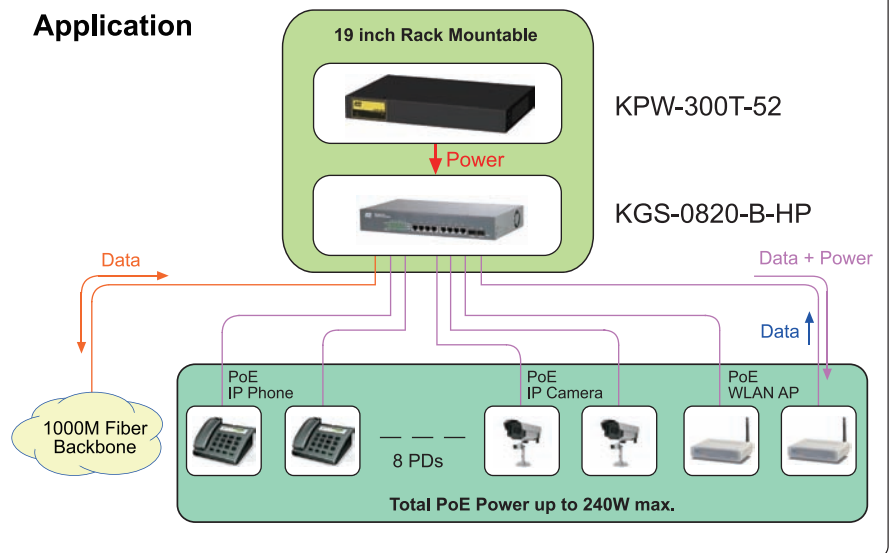 Application
19 inch Rack Mountable
KPW-300T-52
Power
KGS-0820-B-HP
Data
Data + Power
Data
PoE
IP Phone
PoE
IP Camera
PoE
WLAN AP
1000M Fiber
Backbone
8 PDs
Total PoE Power up to 240W max.